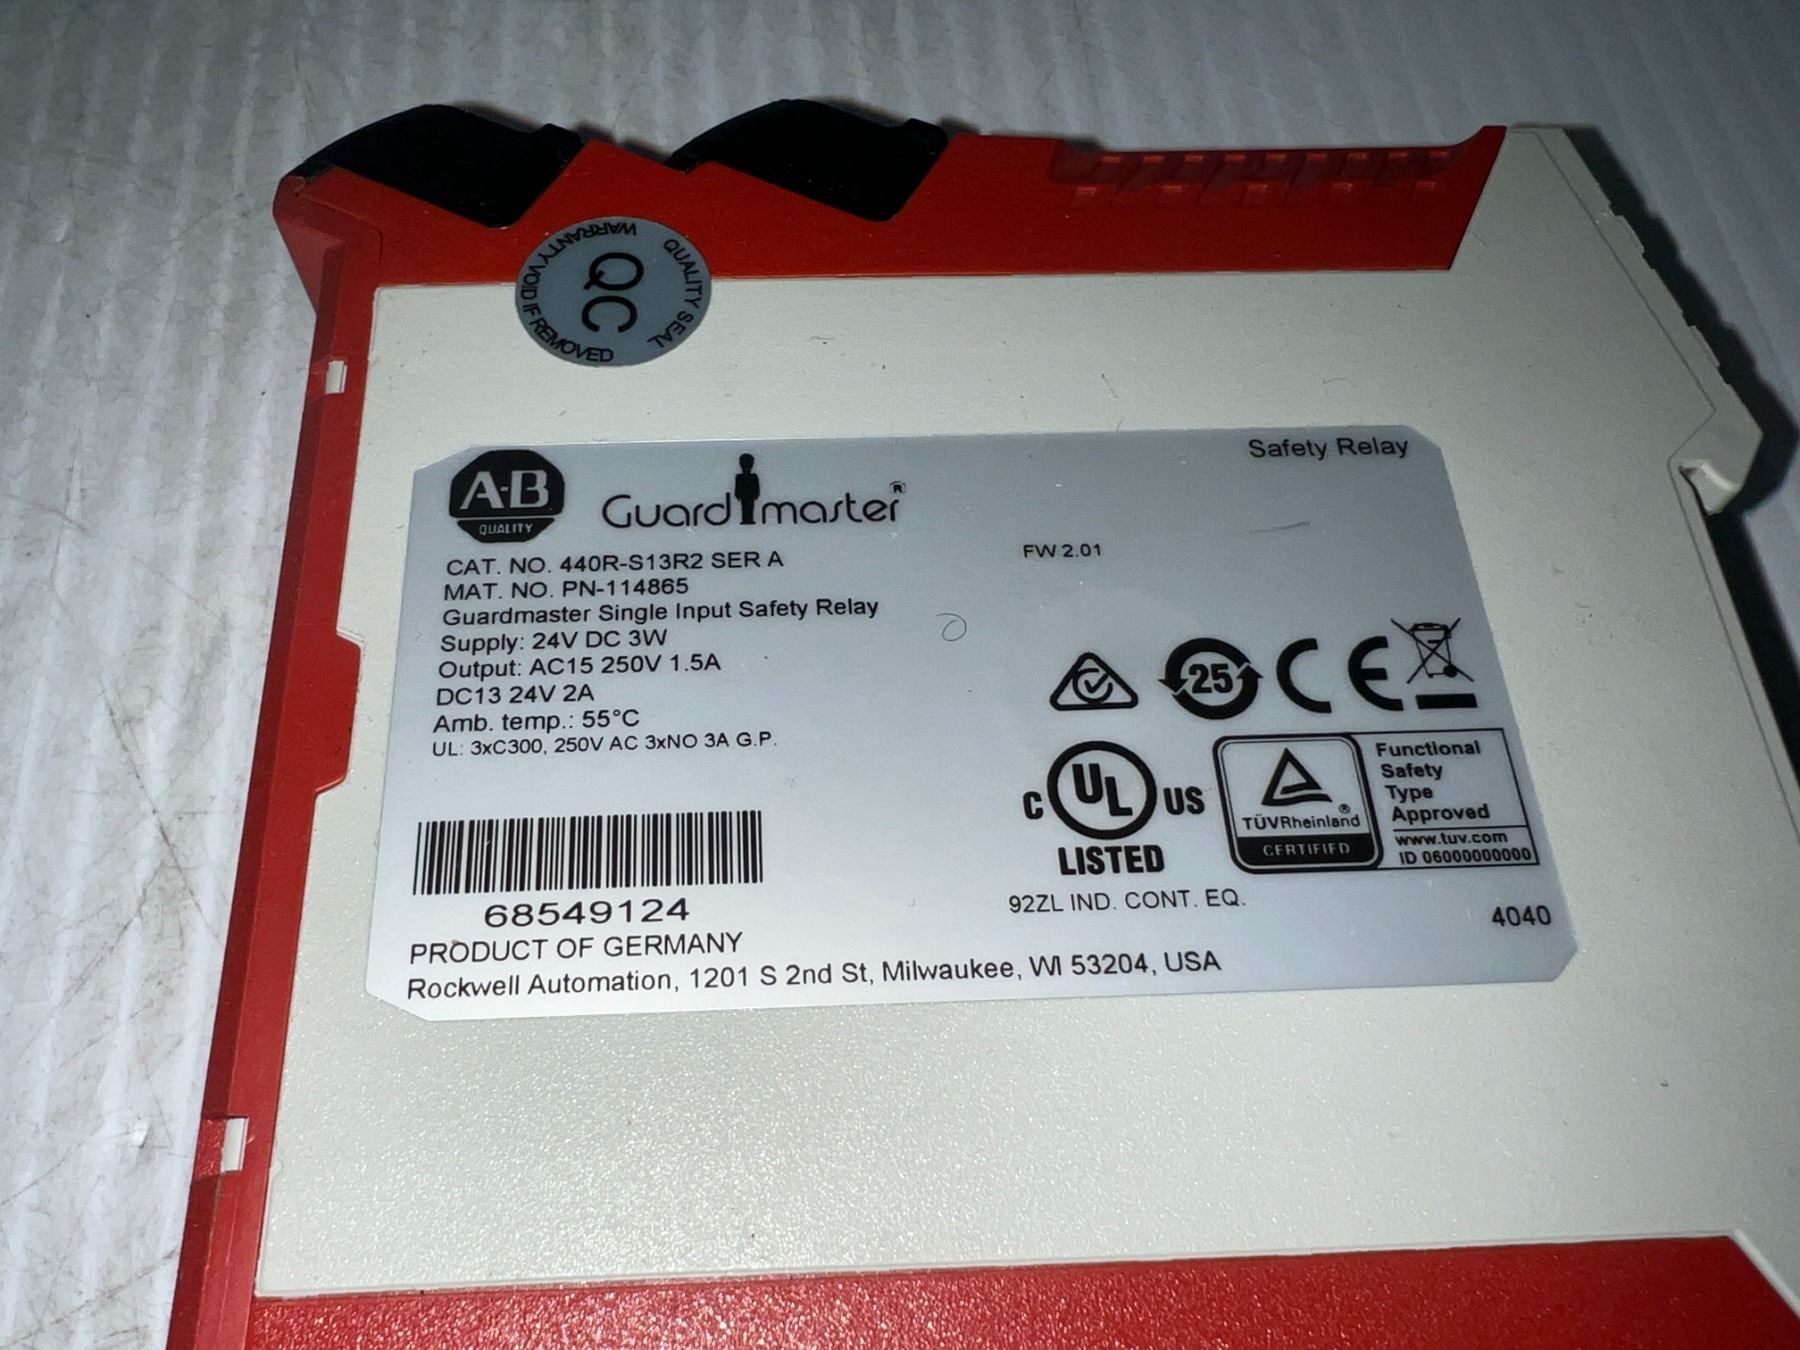 WARRANTY VOID IF REMOVED
QUALITY SEAL
QC
Safety Relay
A-B
QUALITY
Guardmaster®
CAT. NO. 440R-S13R2 SER A
FW 2.01
MAT. NO. PN-114865
Guardmaster Single Input Safety Relay
Supply: 24V DC 3W
Output: AC15 250V 1.5A
DC13 24V 2A
Amb. temp.: 55°C
UL: 3xC300, 250V AC 3xNO 3A G.P.
25
CE
C UL US
LISTED
92ZL IND. CONT. EQ.
TÜVRheinland®
CERTIFIED
Functional
Safety
Type
Approved
www.tuv.com
ID 06000000000
4040
68549124
PRODUCT OF GERMANY
Rockwell Automation, 1201 S 2nd St, Milwaukee, WI 53204, USA